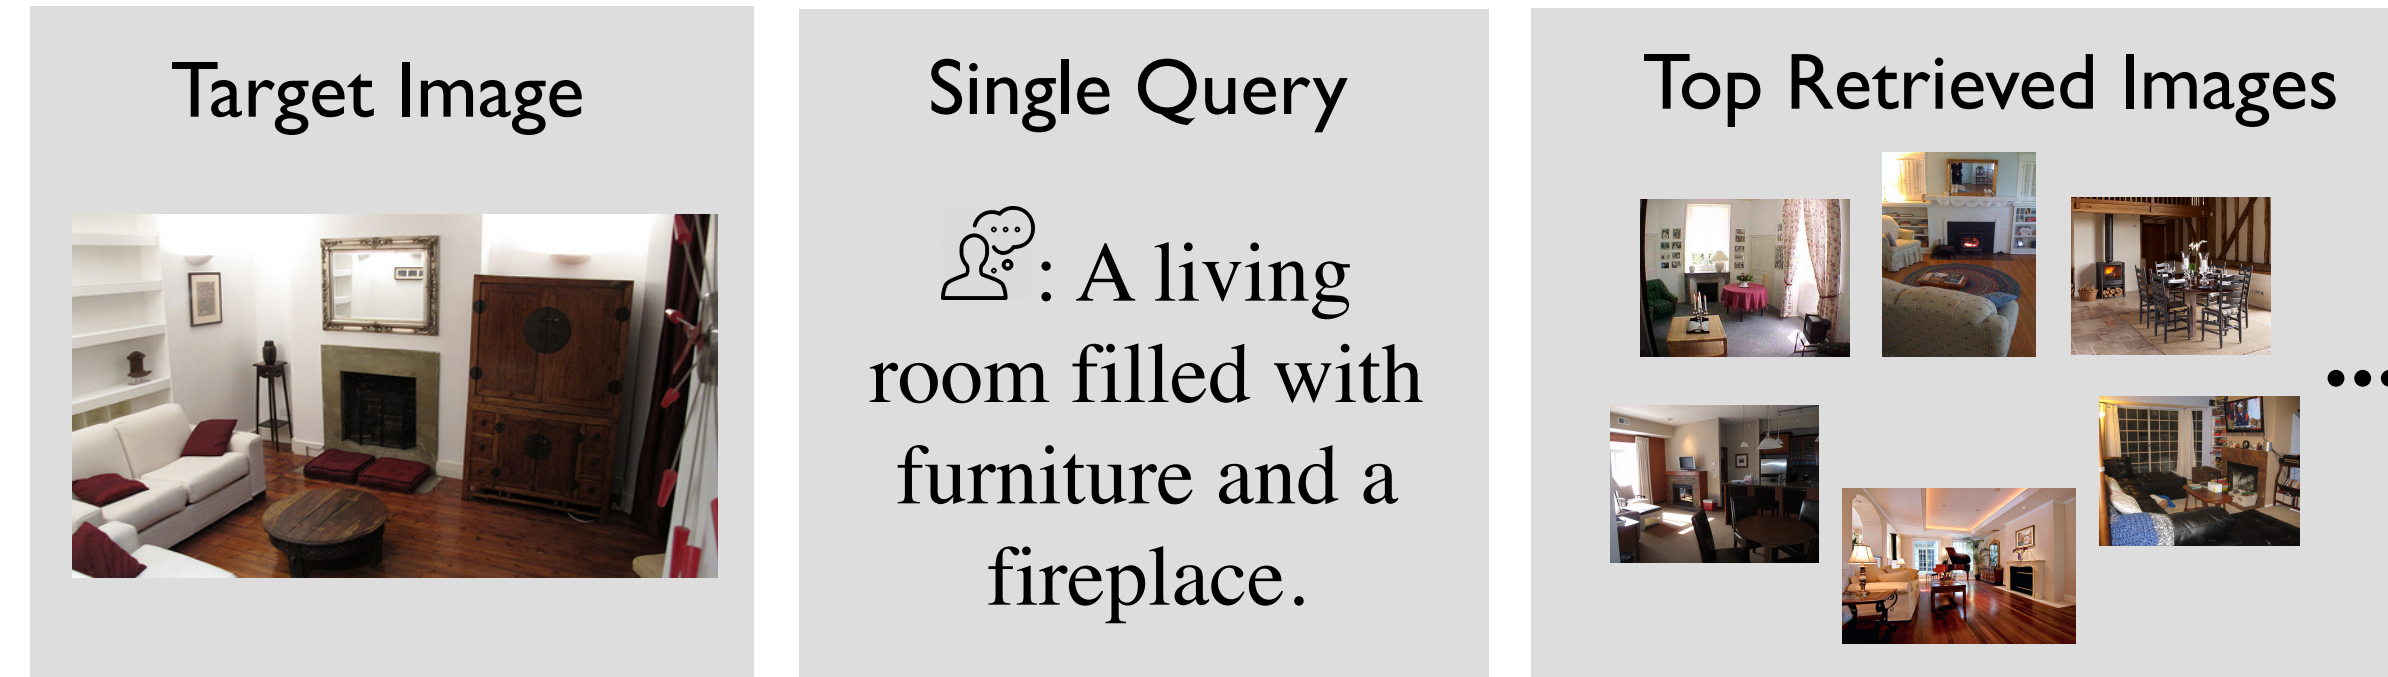 Target Image
Single Query
: A living
room filled with
furniture and a
fireplace.
Top Retrieved Images
...